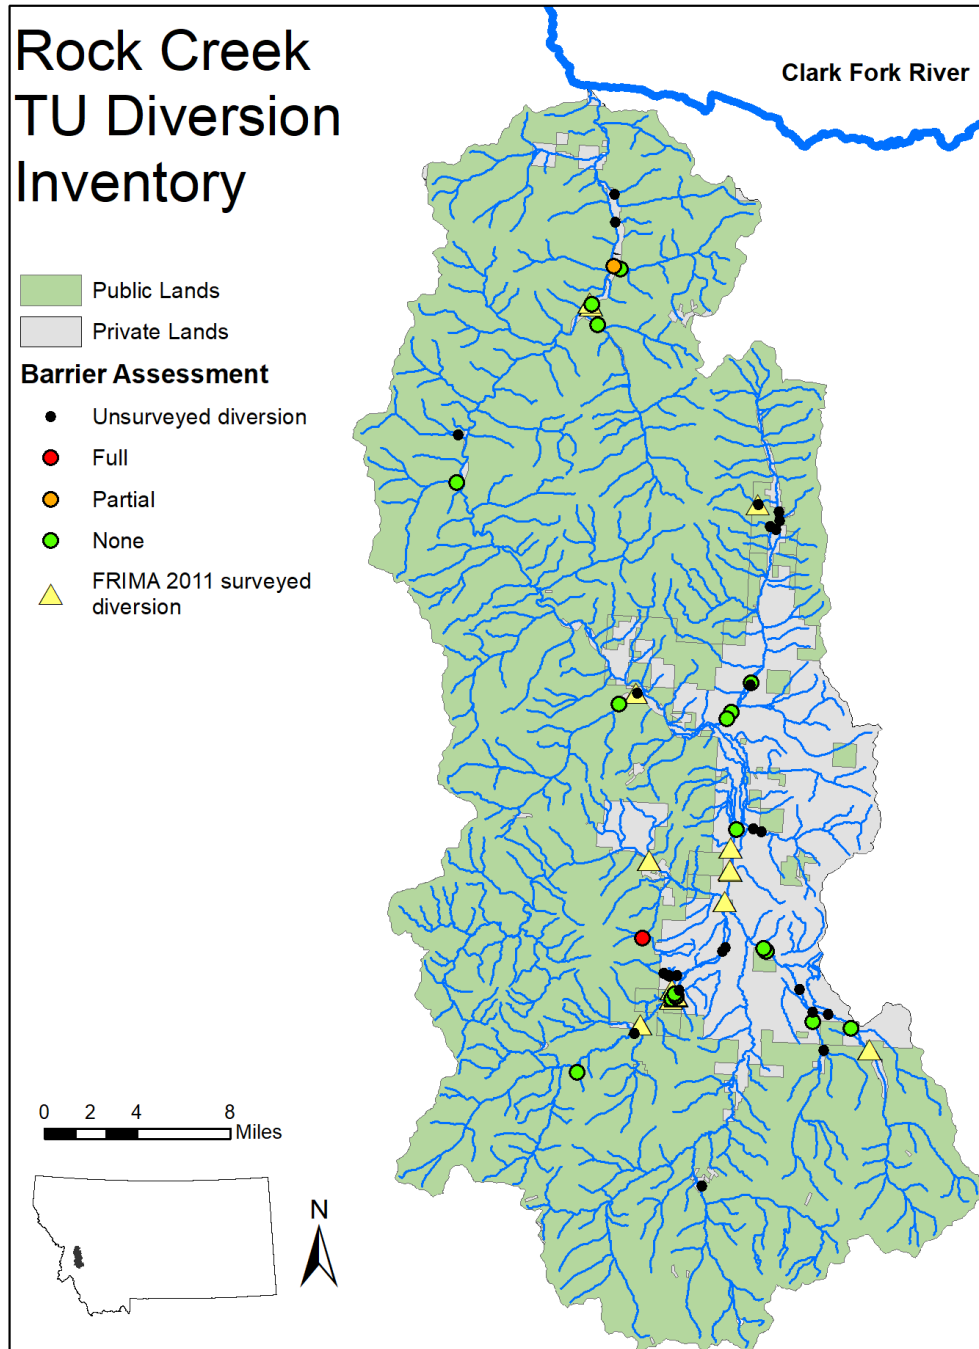 Rock Creek
TU Diversion
Inventory
Clark Fork River
Public Lands
Private Lands
Barrier Assessment
Unsurveyed diversion
Full
Partial
None
FRIMA 2011 surveyed
diversion
0 2 4 8
Miles
N